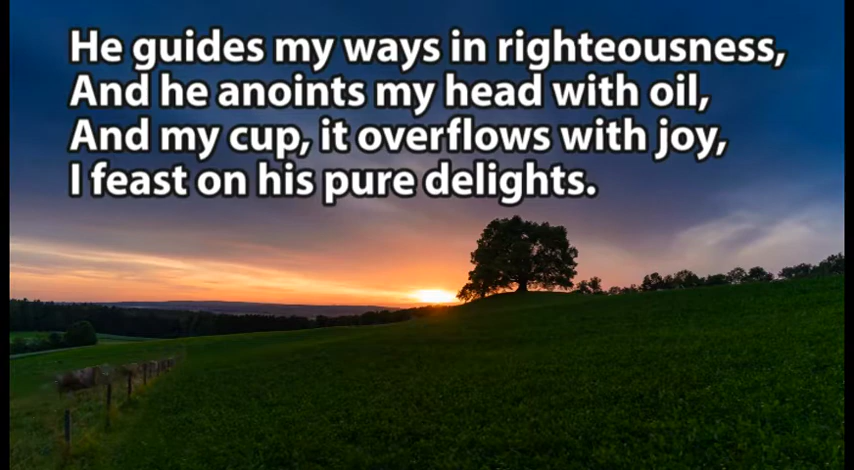 He guides my ways in righteousness,
And he anoints my head with oil,
And my cup, it overflows with joy,
I feast on his pure delights.